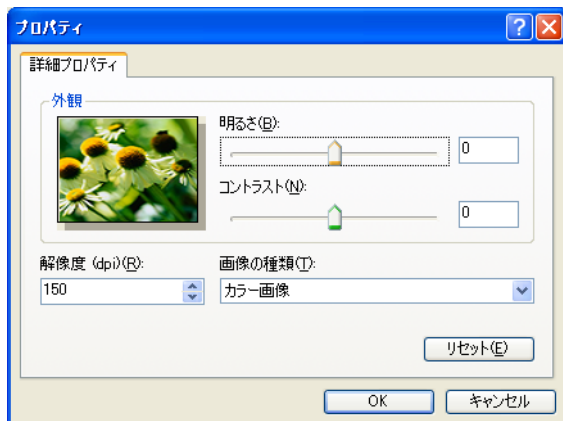 プロパティ
詳細プロパティ
外観
明るさ(B):
0
コントラスト(N):
0
解像度 (dpi)(R):
画像の種類(T):
150
カラー画像
リセット(E)
OK
キャンセル